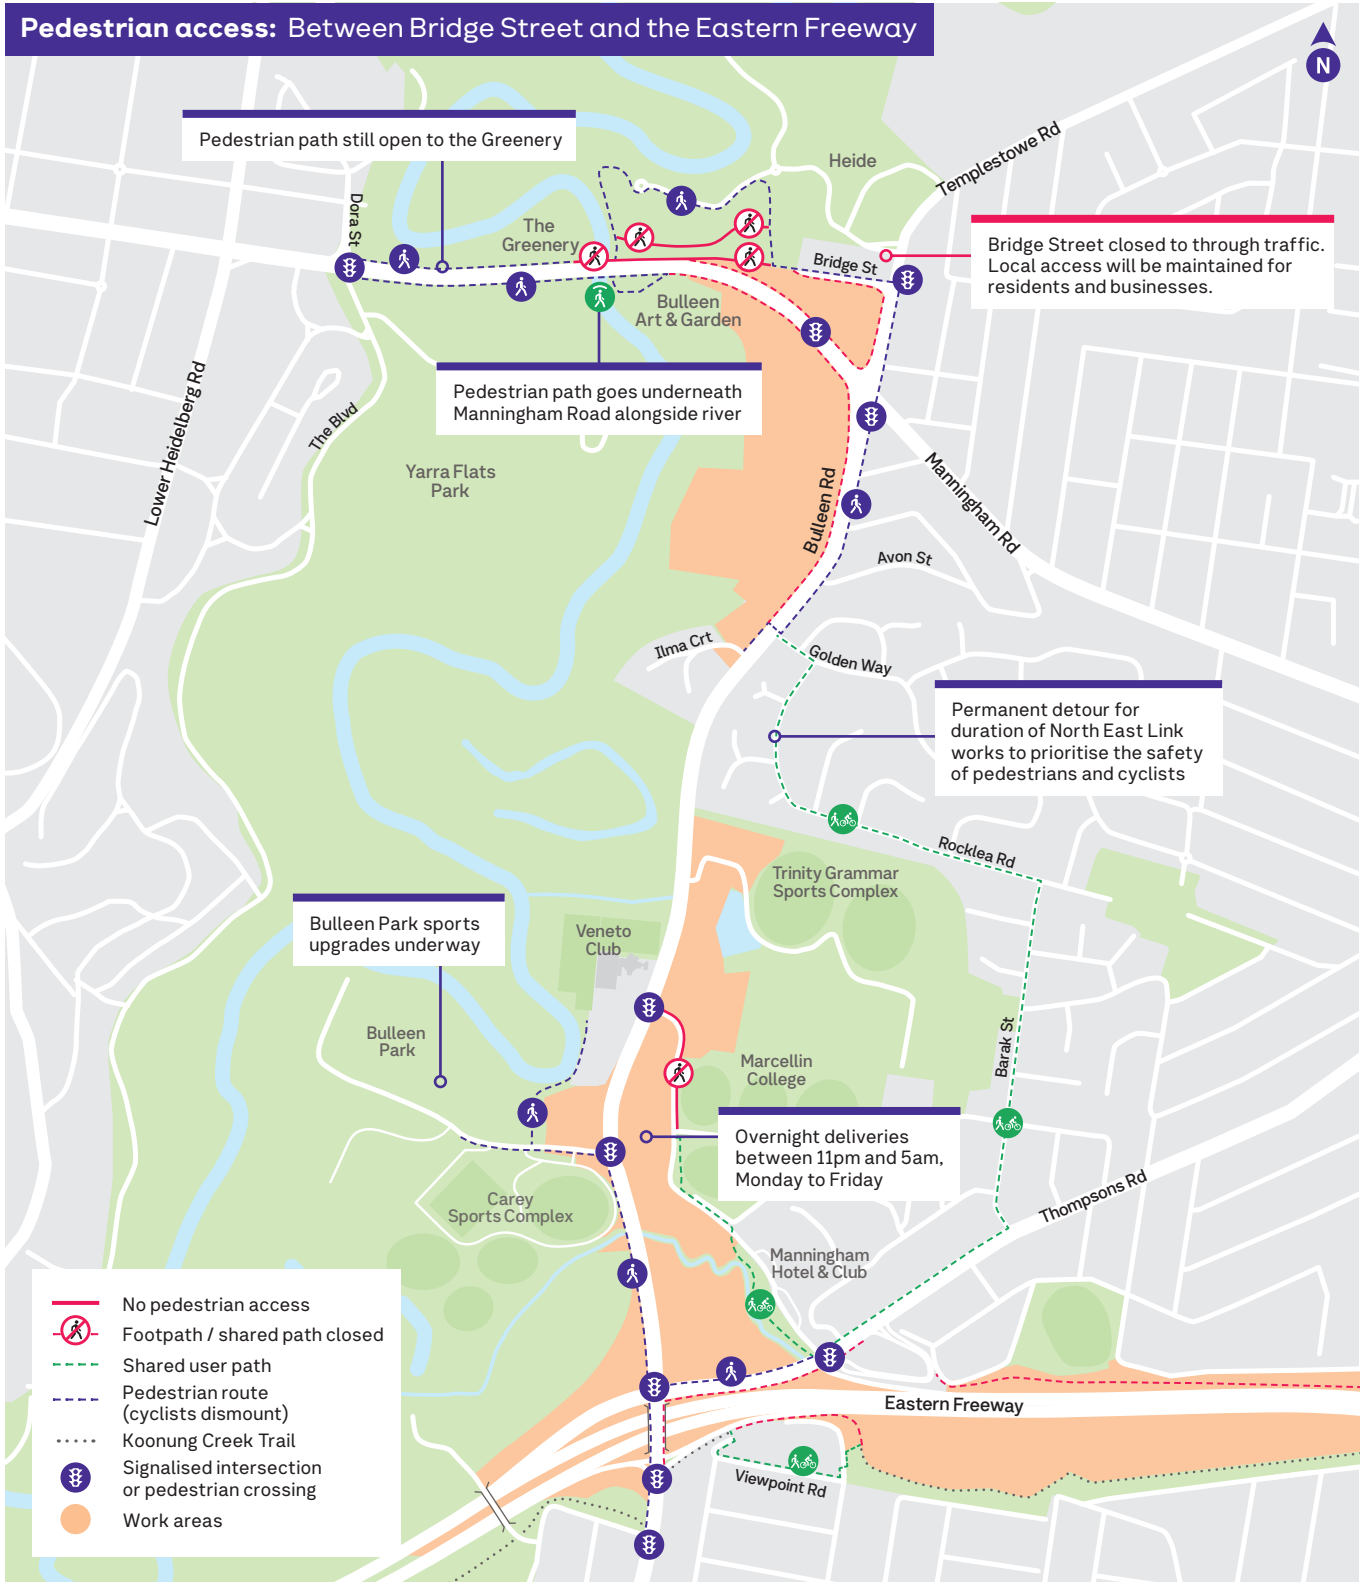 Pedestrian access: Between Bridge Street and the Eastern Freeway
N
Pedestrian path still open to the Greenery
Heide
Templestowe Rd
Dora St
The
Greenery
Bridge St
Bridge Street closed to through traffic.
Local access will be maintained for
residents and businesses.
Bulleen
Art & Garden
Pedestrian path goes underneath
Manningham Road alongside river
Lower Heidelberg Rd
The Blvd
Yarra Flats
Park
Bulleen Rd
Manningham Rd
Avon St
Ilma Crt
Golden Way
Permanent detour for
duration of North East Link
works to prioritise the safety
of pedestrians and cyclists
Rocklea Rd
Trinity Grammar
Sports Complex
Bulleen Park sports
upgrades underway
Veneto
Club
Bulleen
Park
Barak St
Marcellin
College
Overnight deliveries
between 11pm and 5am,
Monday to Friday
Thompsons Rd
Carey
Sports Complex
Manningham
Hotel & Club
Eastern Freeway
Viewpoint Rd
No pedestrian access
Footpath / shared path closed
Shared user path
Pedestrian route
(cyclists dismount)
Koonung Creek Trail
Signalised intersection
or pedestrian crossing
Work areas